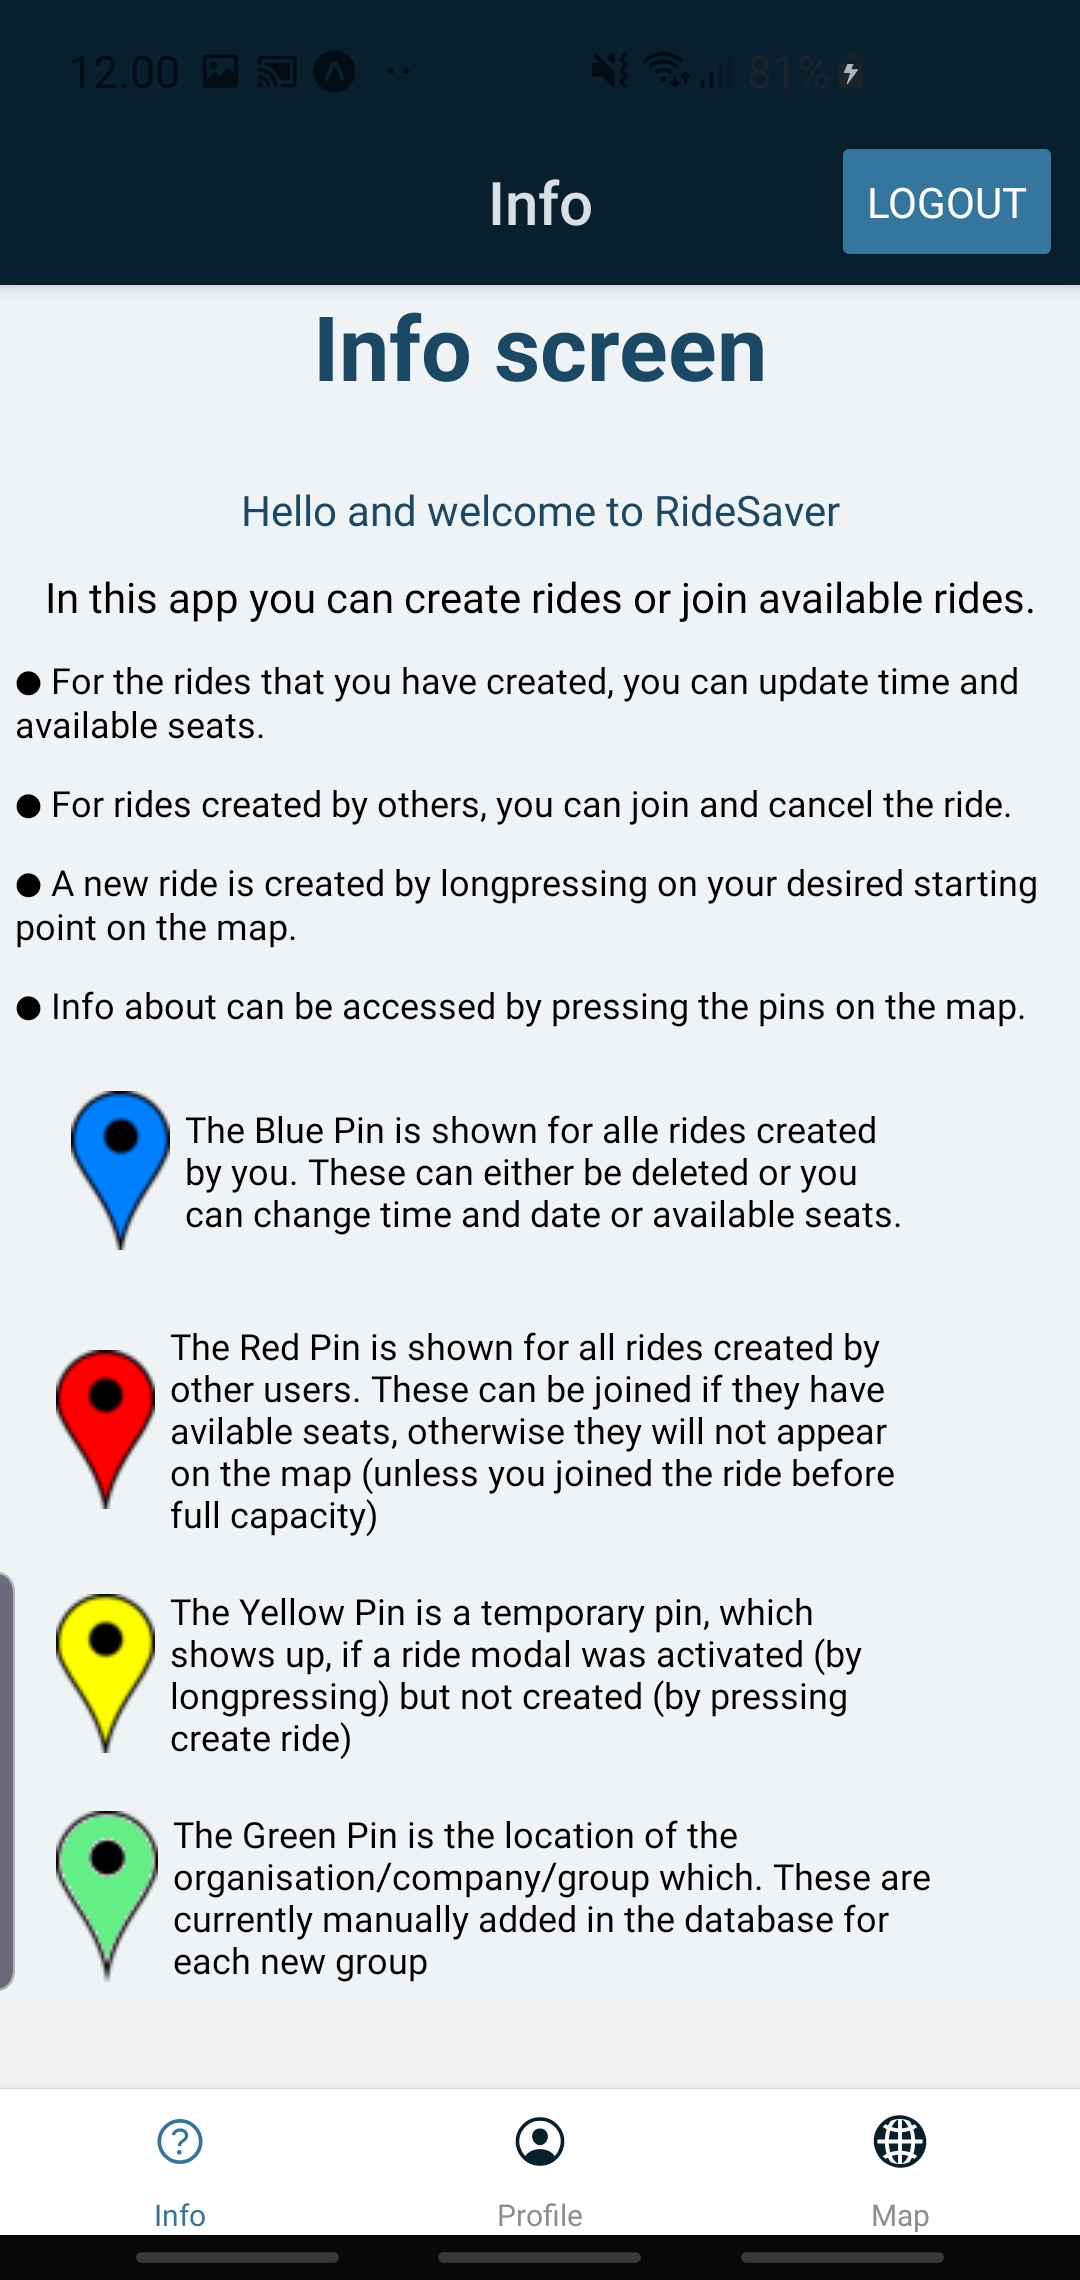 12.00
81%
Info
LOGOUT
Info screen
Hello and welcome to RideSaver
In this app you can create rides or join available rides.
● For the rides that you have created, you can update time and
available seats.
● For rides created by others, you can join and cancel the ride.
● A new ride is created by longpressing on your desired starting
point on the map.
● Info about can be accessed by pressing the pins on the map.
The Blue Pin is shown for alle rides created
by you. These can either be deleted or you
can change time and date or available seats.
The Red Pin is shown for all rides created by
other users. These can be joined if they have
avilable seats, otherwise they will not appear
on the map (unless you joined the ride before
full capacity)
The Yellow Pin is a temporary pin, which
shows up, if a ride modal was activated (by
longpressing) but not created (by pressing
create ride)
The Green Pin is the location of the
organisation/company/group which. These are
currently manually added in the database for
each new group
Info
Profile
Map